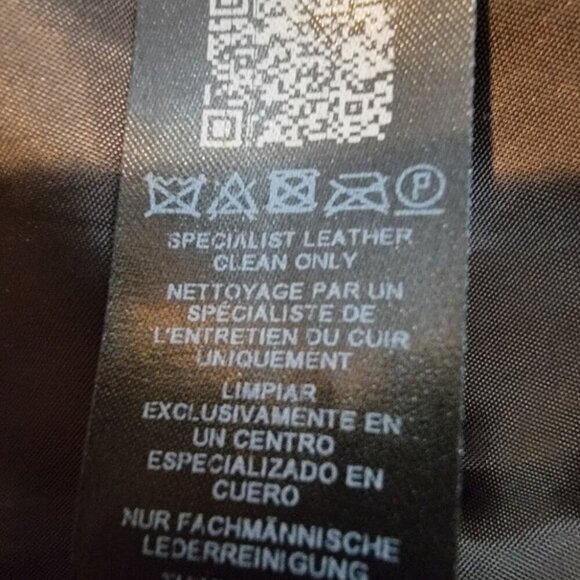 P
SPECIALIST LEATHER
CLEAN ONLY
NETTOYAGE PAR UN
SPÉCIALISTE DE
L'ENTRETIEN DU CUIR
UNIQUEMENT
LIMPIAR
EXCLUSIVAMENTE EN
UN CENTRO
ESPECIALIZADO EN
CUERO
NUR FACHMÄNNISCHE
LEDERREINIGUNG